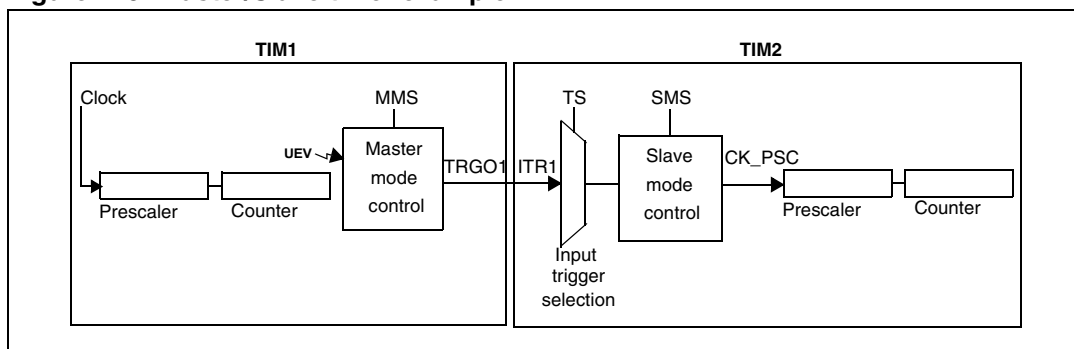 TIM1
TIM2
Clock
MMS
TS
SMS
UEV
Master
mode
control
TRGO1
ITR1
Slave
mode
control
CK_PSC
Prescaler
Counter
Prescaler
Counter
Input
trigger
selection